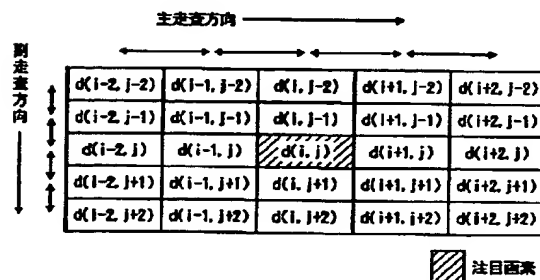 主走査方向
副走査方向
d(i-2, j-2) d(i-1, j-2) d(i, j-2) d(i+1, j-2) d(i+2, j-2)
d(i-2, j-1) d(i-1, j-1) d(i, j-1) d(i+1, j-1) d(i+2, j-1)
d(i-2, j) d(i-1, j) d(i, j) d(i+1, j) d(i+2, j)
d(i-2, j+1) d(i-1, j+1) d(i, j+1) d(i+1, j+1) d(i+2, j+1)
d(i-2, j+2) d(i-1, j+2) d(i, j+2) d(i+1, j+2) d(i+2, j+2)
注目画素